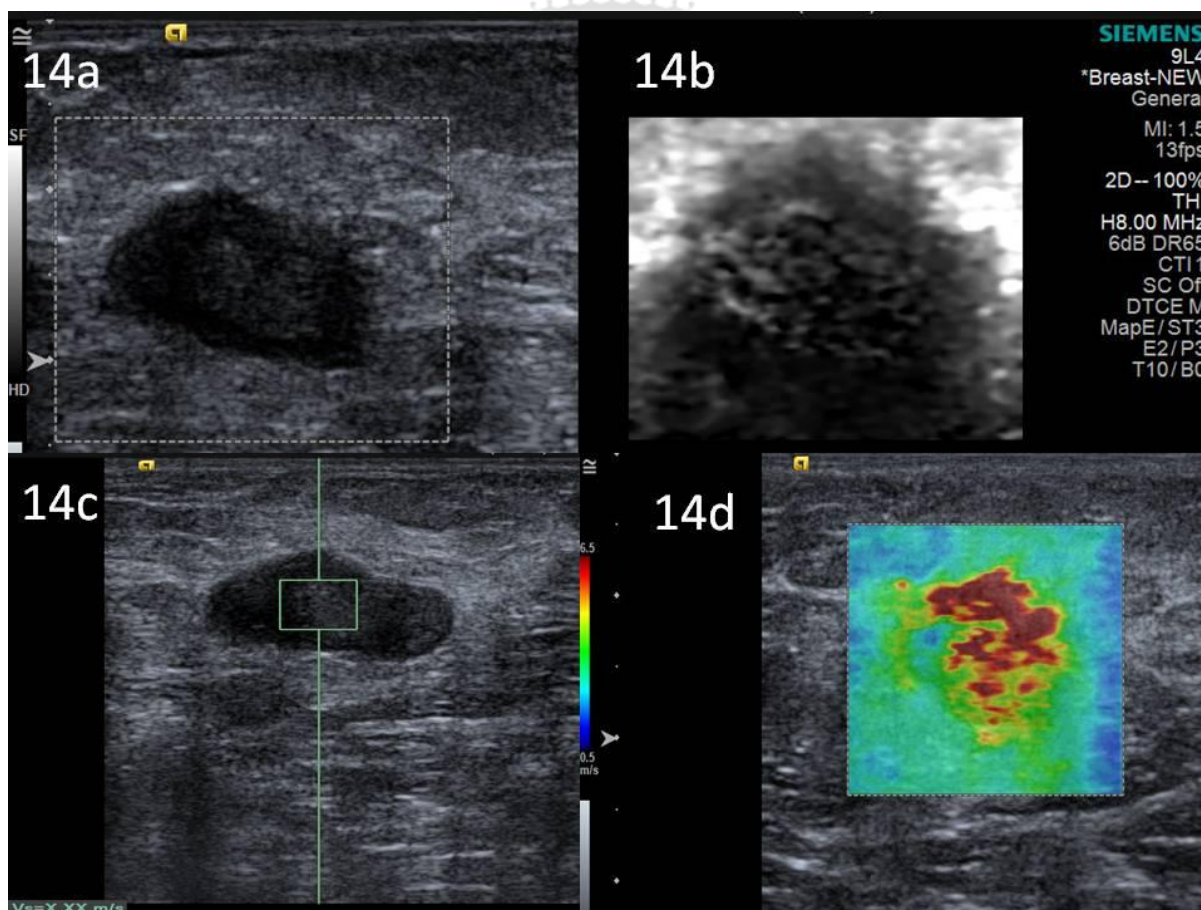 14a
14b
SIEMENS
9L4
*Breast-NEW
Genera
MI: 1.5
13fps
2D--100%
TH
H8.00 MHz
6dB DR65
CTI 1
SC Of
DTCE M
MapE/ST3
E2/P3
T10/B0
SF
HD
14c
14d
6.5
0.5
m/s
Vs=X.XX m/s